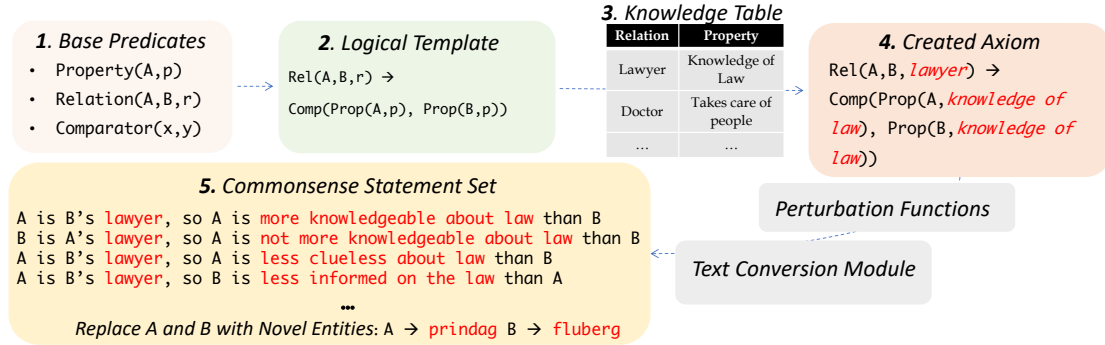 1. Base Predicates
• Property(A,p)
• Relation(A,B,r)
• Comparator(x,y)
2. Logical Template
Rel(A,B,r) →
Comp(Prop(A,p), Prop(B,p))
3. Knowledge Table
Relation Property
Lawyer Knowledge of
Law
Doctor Takes care of
people
... ...
4. Created Axiom
Rel(A,B,lawyer) →
Comp(Prop(A,knowledge of
law), Prop(B,knowledge of
law))
Perturbation Functions
Text Conversion Module
5. Commonsense Statement Set
A is B's lawyer, so A is more knowledgeable about law than B
B is A's lawyer, so A is not more knowledgeable about law than B
A is B's lawyer, so A is less clueless about law than B
A is B's lawyer, so B is less informed on the law than A
...
Replace A and B with Novel Entities: A → prindag B → fluberg